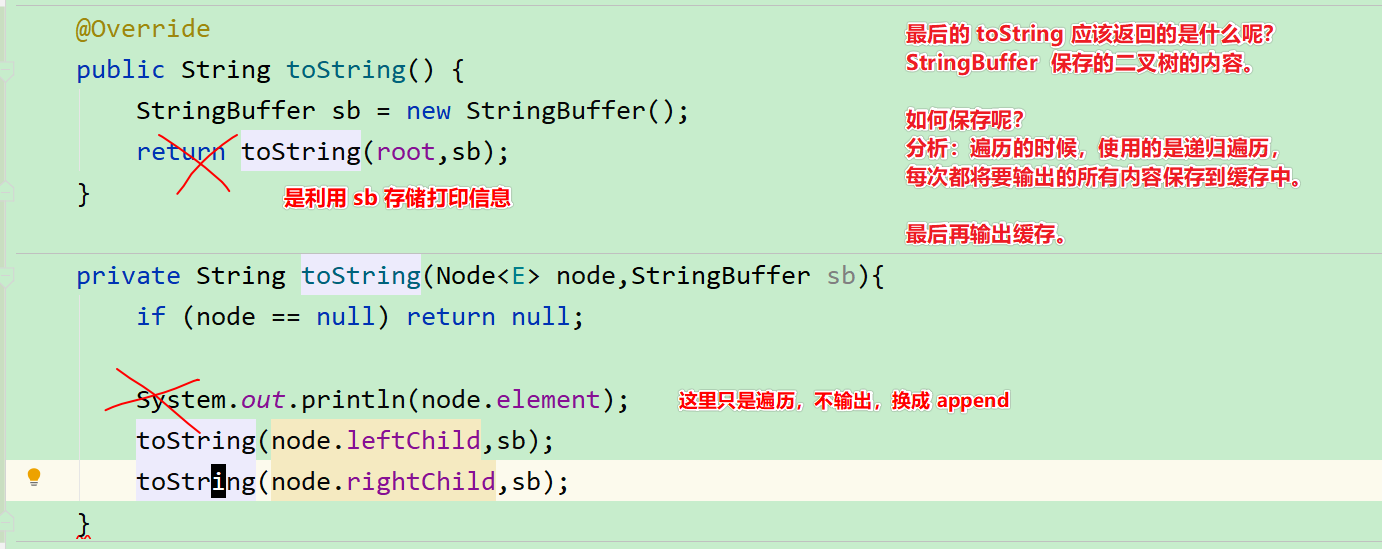 @Override
最后的 toString 应该返回的是什么呢?
public String toString() {
StringBuffer 保存的二叉树的内容。
StringBuffer sb = new StringBuffer();
如何保存呢?
return toString(root,sb);
分析：遍历的时候，使用的是递归遍历，
每次都将要输出的所有内容保存到缓存中。
}
是利用 sb 存储打印信息
最后再输出缓存。
private String toString(Node<E> node,StringBuffer sb){
if (node == null) return null;
System.out.println(node.element);
这里只是遍历，不输出，换成 append
toString(node.leftChild,sb);
toString(node.rightChild,sb);
}